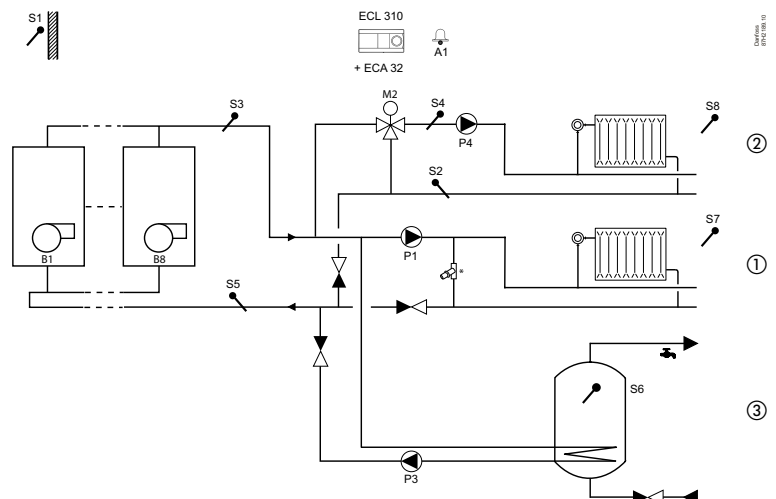 S1
ECL 310
A1
+ ECA 32
Danfoss
87H2189.10
M2
S3
S4
S8
P4
②
S2
S7
B1
B8
P1
*
①
S5
S6
③
P3